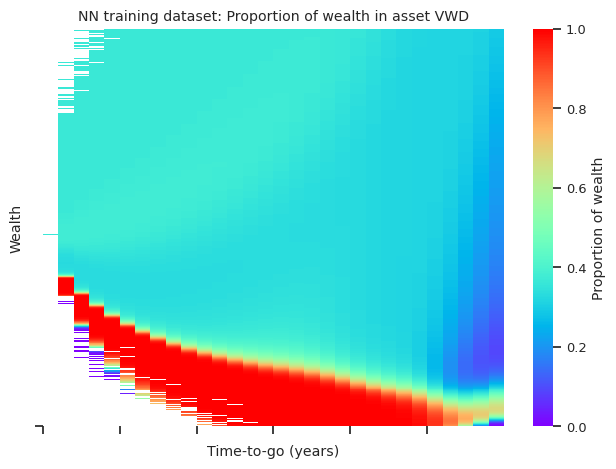 NN training dataset: Proportion of wealth in asset VWD
Wealth
Time-to-go (years)
1.0
0.8
0.6
0.4
0.2
0.0
Proportion of wealth